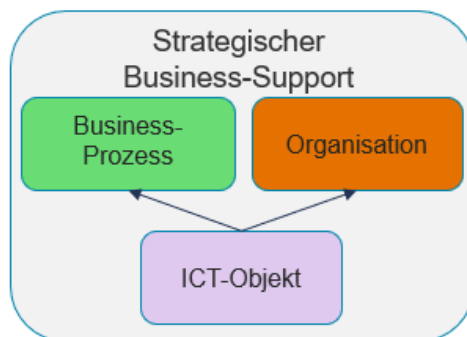 Strategischer
Business-Support
Business-
Prozess
Organisation
ICT-Objekt